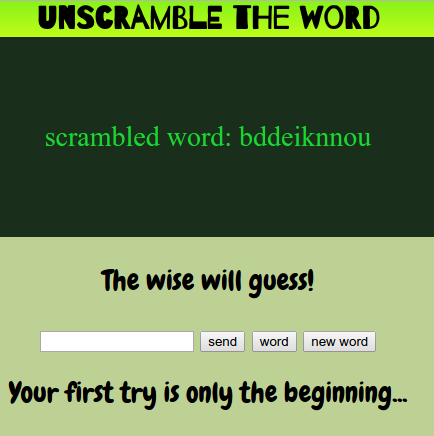 UNSCRAMBLE THE WORD
scrambled word: bddeiknnou
The wise will guess!
send word new word
Your first try is only the beginning...